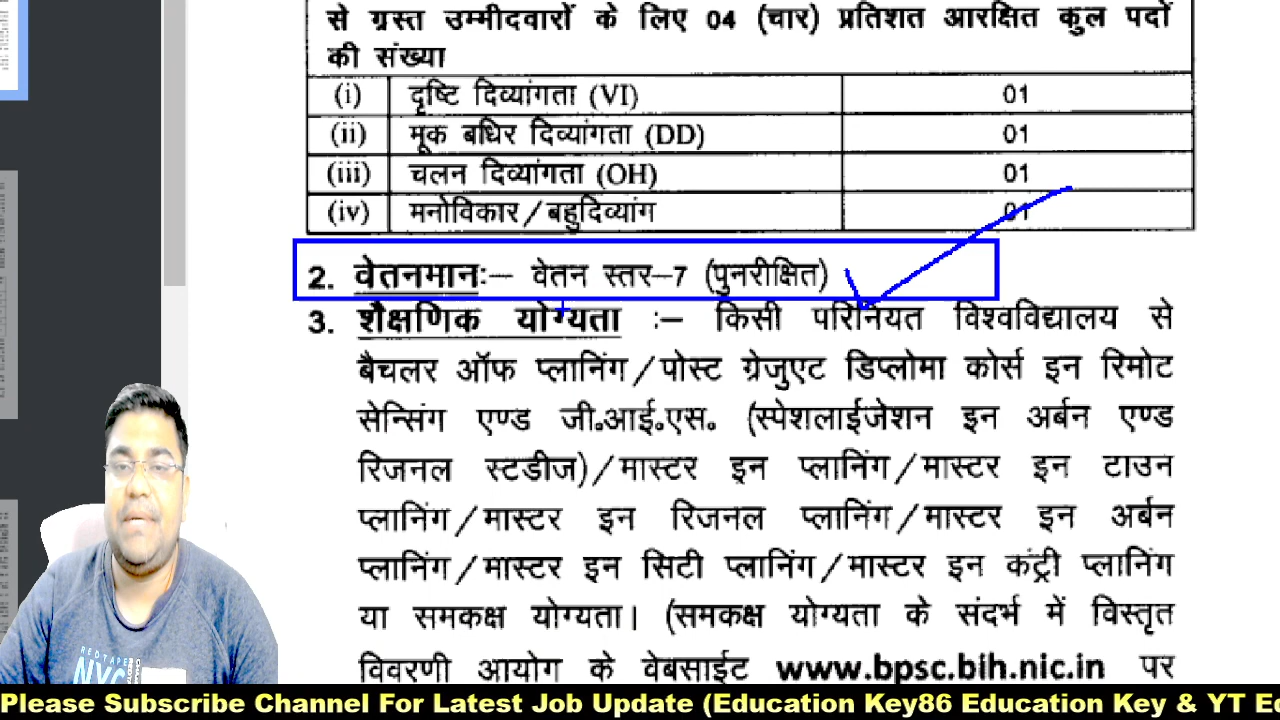 से ग्रस्त उम्मीदवारों के लिए 04 (चार) प्रतिशत आरक्षित कुल पदों
की संख्या
(i) दृष्टि दिव्यांगता (VI) 01
(ii) मूक बधिर दिव्यांगता (DD) 01
(iii) चलन दिव्यांगता (OH) 01
(iv) मनोविकार/बहुदिव्यांग 01
2. वेतनमानः– वेतन स्तर–7 (पुनरीक्षित)
3. शैक्षणिक योग्यता :– किसी परिनियत विश्वविद्यालय से
बैचलर ऑफ प्लानिंग/पोस्ट ग्रेजुएट डिप्लोमा कोर्स इन रिमोट
सेन्सिंग एण्ड जी.आई.एस. (स्पेशलाईजेशन इन अर्बन एण्ड
रिजनल स्टडीज)/मास्टर इन प्लानिंग/मास्टर इन टाउन
प्लानिंग/मास्टर इन रिजनल प्लानिंग/मास्टर इन अर्बन
प्लानिंग/मास्टर इन सिटी प्लानिंग/मास्टर इन कंट्री प्लानिंग
या समकक्ष योग्यता। (समकक्ष योग्यता के संदर्भ में विस्तृत
विवरणी आयोग के वेबसाईट www.bpsc.bih.nic.in पर
REDTAPE
NYC
Please Subscribe Channel For Latest Job Update (Education Key86 Education Key & YT